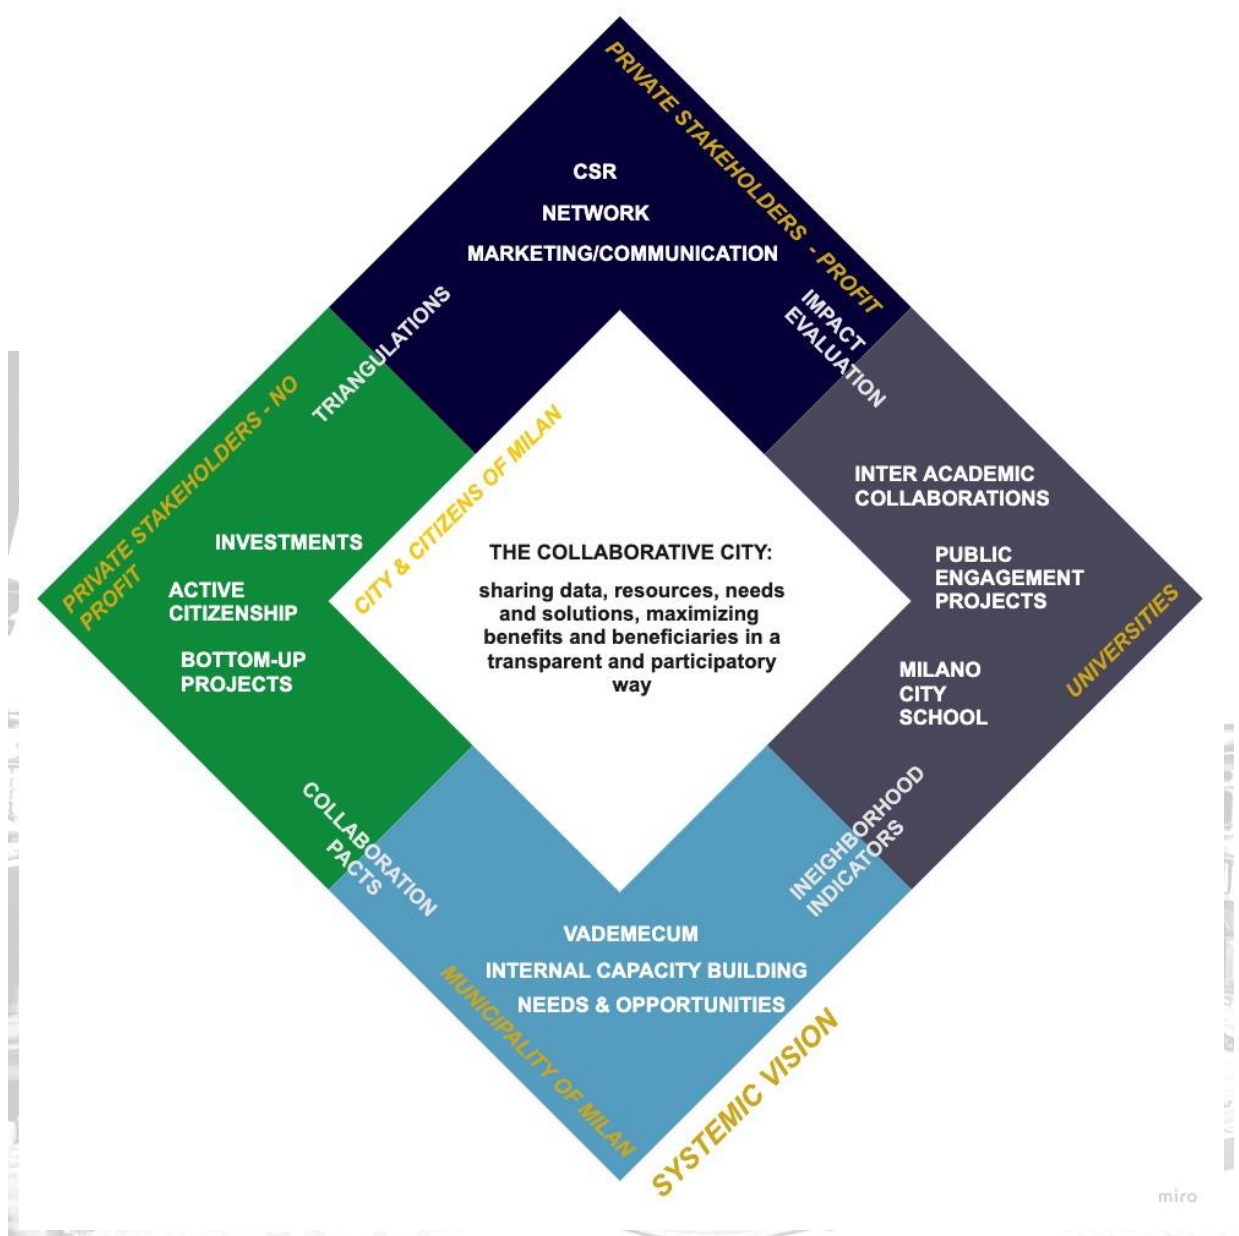 PRIVATE STAKEHOLDERS - PROFIT
CSR
NETWORK
MARKETING/COMMUNICATION
TRIANGULATIONS
IMPACT
EVALUATION
PRIVATE STAKEHOLDERS - NO
PROFIT
INVESTMENTS
ACTIVE
CITIZENSHIP
BOTTOM-UP
PROJECTS
CITY & CITIZENS OF MILAN
THE COLLABORATIVE CITY:
sharing data, resources, needs
and solutions, maximizing
benefits and beneficiaries in a
transparent and participatory
way
INTER ACADEMIC
COLLABORATIONS
PUBLIC
ENGAGEMENT
PROJECTS
MILANO
CITY
SCHOOL
UNIVERSITIES
COLLABORATION
PACTS
INEIGHBORHOOD
INDICATORS
VADEMECUM
INTERNAL CAPACITY BUILDING
NEEDS & OPPORTUNITIES
MUNICIPALITY OF MILAN
SYSTEMIC VISION
miro